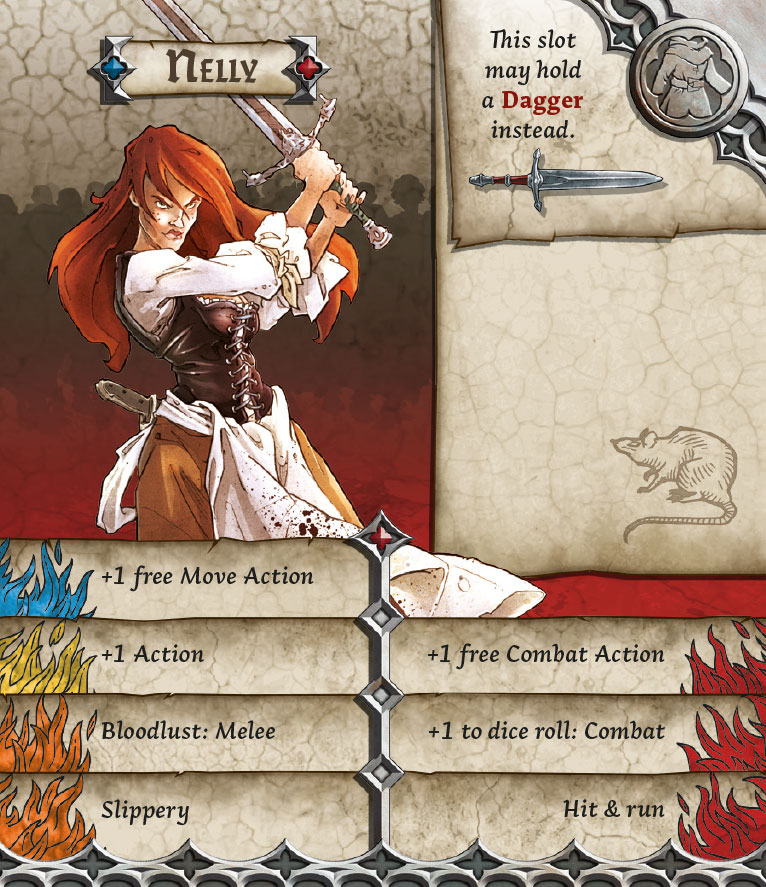 Nelly
This slot
may hold
a Dagger
instead.
+1 free Move Action
+1 Action
Bloodlust: Melee
Slippery
+1 free Combat Action
+1 to dice roll: Combat
Hit & run